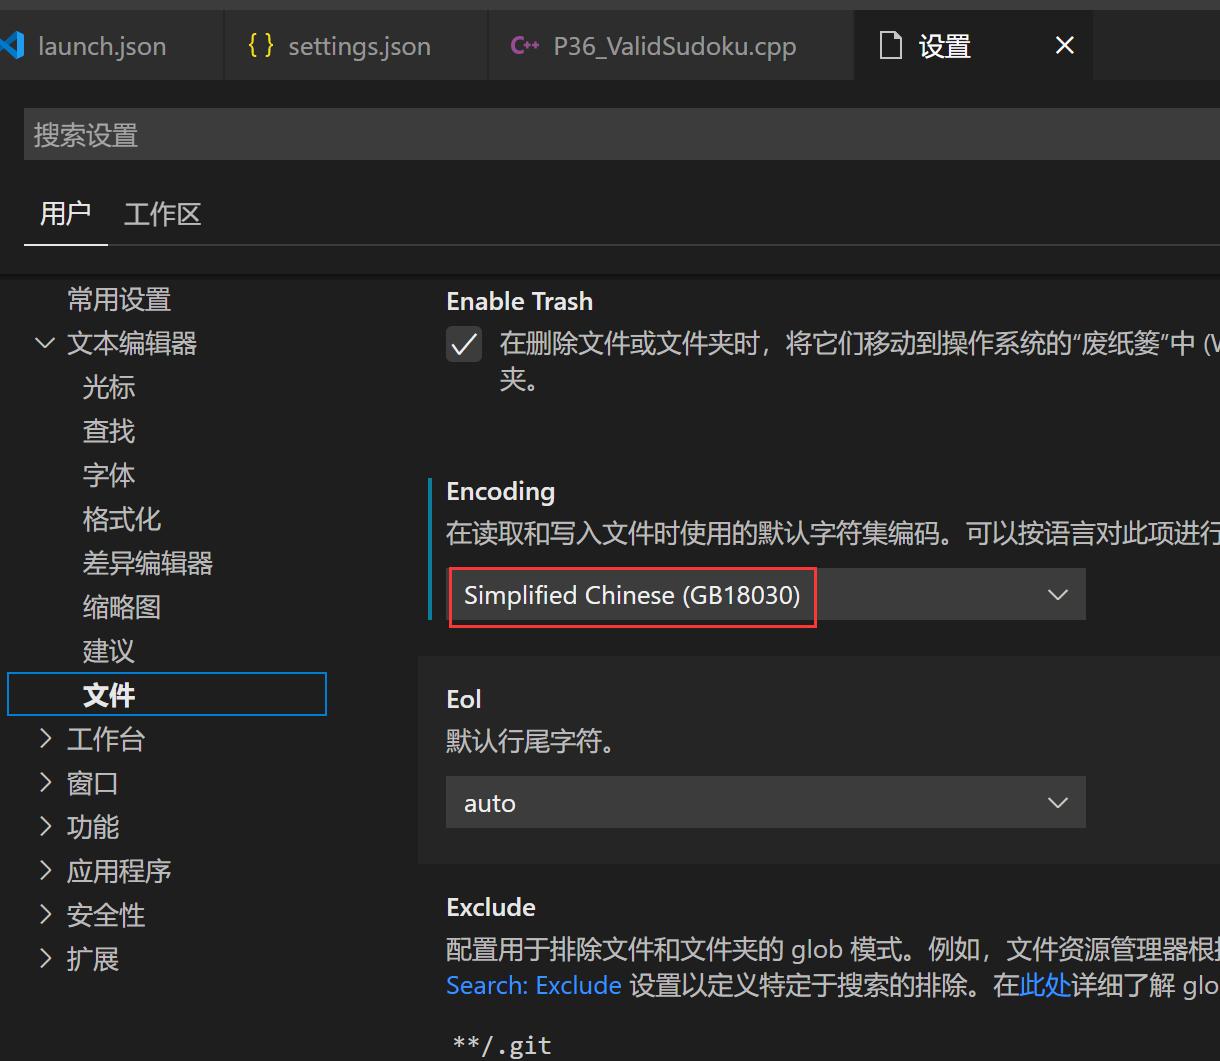 launch.json
{ } settings.json
C++ P36_ValidSudoku.cpp
设置
搜索设置
用户 工作区
常用设置
文本编辑器
光标
查找
字体
格式化
差异编辑器
缩略图
建议
文件
工作台
窗口
功能
应用程序
安全性
扩展
Enable Trash
在删除文件或文件夹时，将它们移动到操作系统的“废纸篓”中 (
夹。
Encoding
在读取和写入文件时使用的默认字符集编码。可以按语言对此项进行
Simplified Chinese (GB18030)
Eol
默认行尾字符。
auto
Exclude
配置用于排除文件和文件夹的 glob 模式。例如，文件资源管理器根
Search: Exclude 设置以定义特定于搜索的排除。在此处详细了解 glo
**/.git